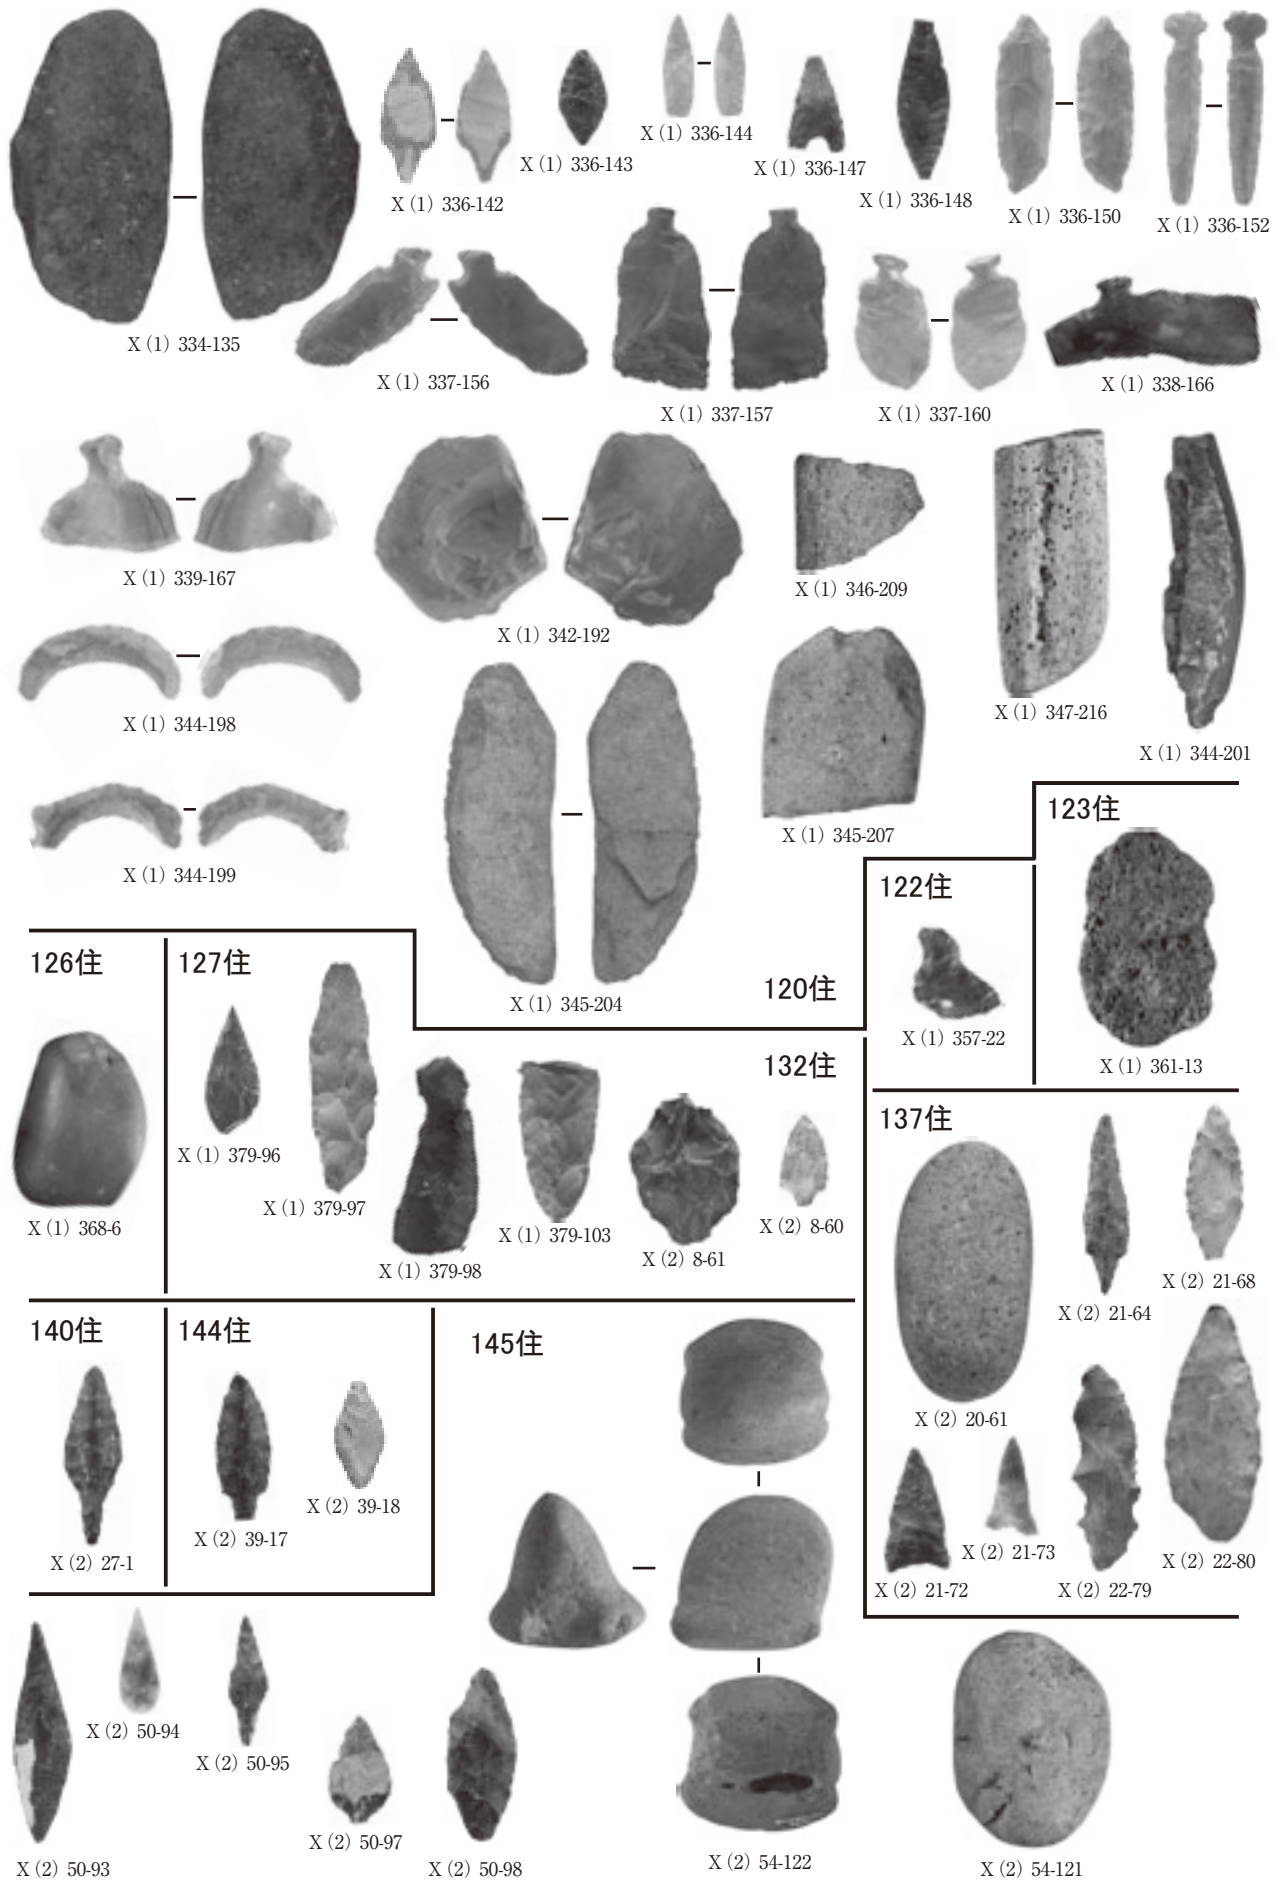 X (1) 334-135
X (1) 336-142
X (1) 336-143
X (1) 336-144
X (1) 336-147
X (1) 336-148
X (1) 336-150
X (1) 336-152
X (1) 337-156
X (1) 337-157
X (1) 337-160
X (1) 338-166
X (1) 339-167
X (1) 342-192
X (1) 346-209
X (1) 347-216
X (1) 344-201
X (1) 344-198
X (1) 344-199
X (1) 345-204
X (1) 345-207
120住
122住
X (1) 357-22
123住
X (1) 361-13
126住
X (1) 368-6
127住
X (1) 379-96
X (1) 379-97
X (1) 379-98
X (1) 379-103
132住
X (2) 8-61
X (2) 8-60
137住
X (2) 20-61
X (2) 21-64
X (2) 21-68
X (2) 21-72
X (2) 21-73
X (2) 22-79
X (2) 22-80
140住
X (2) 27-1
144住
X (2) 39-17
X (2) 39-18
145住
X (2) 50-93
X (2) 50-94
X (2) 50-95
X (2) 50-97
X (2) 50-98
X (2) 54-122
X (2) 54-121